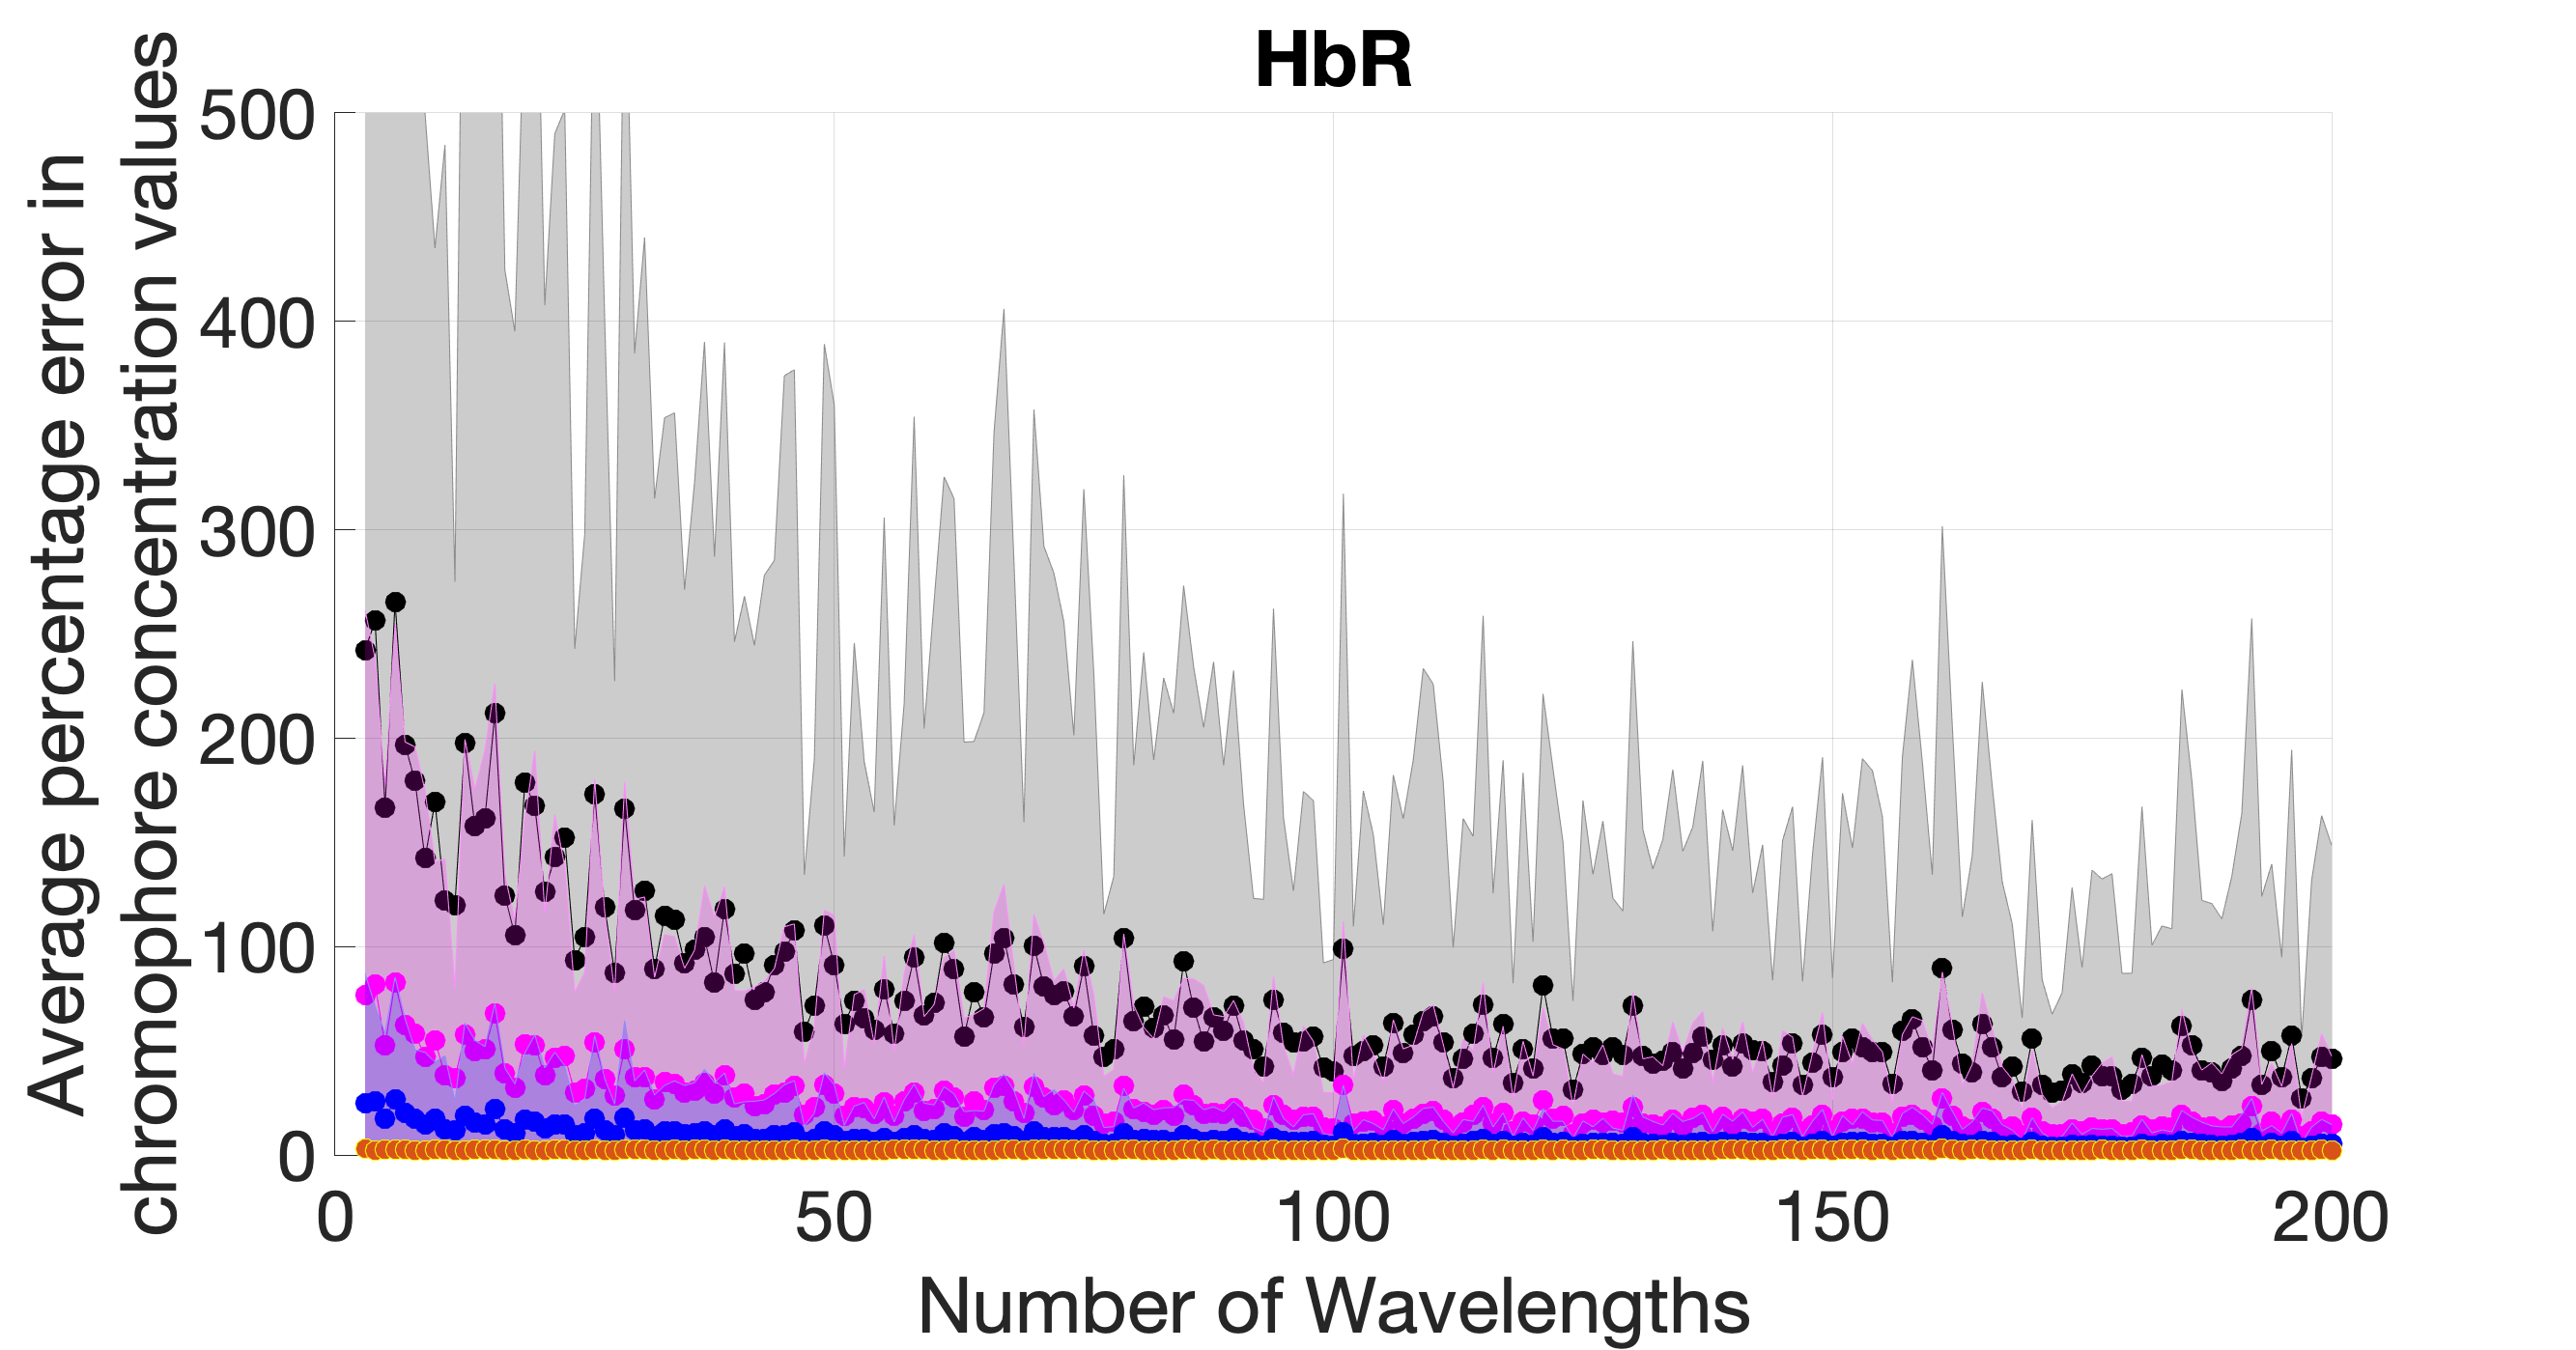 HbR
Average percentage error in
chromophore concentration values
500
400
300
200
100
0
0 50 100 150 200
Number of Wavelengths